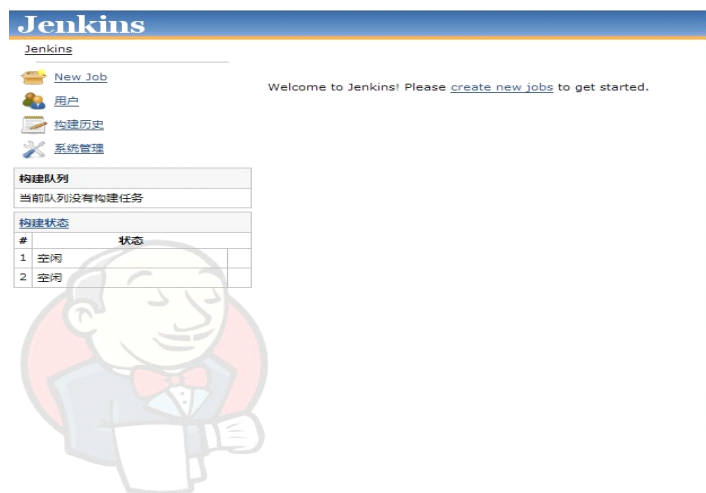 Jenkins
Jenkins
New Job
用户
构建历史
系统管理
Welcome to Jenkins! Please create new jobs to get started.
构建队列
当前队列没有构建任务
构建状态
# 状态
1 空闲
2 空闲